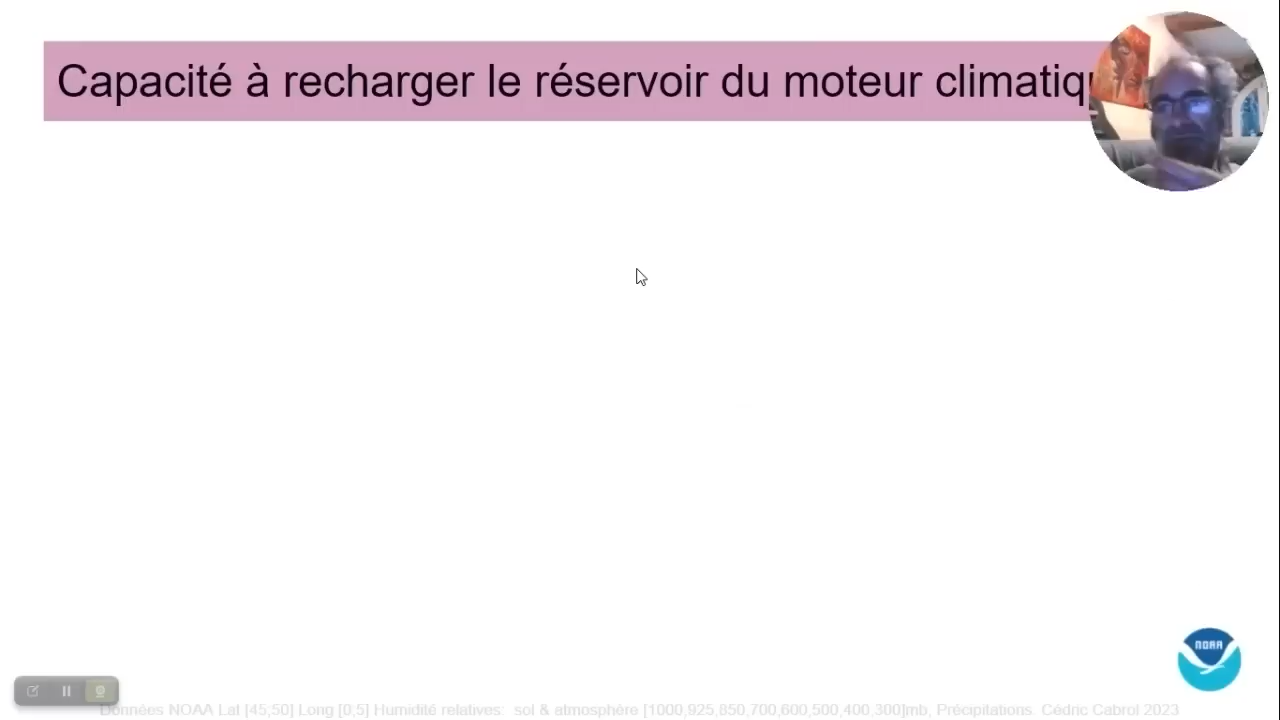 Capacité à recharger le réservoir du moteur climatiq
NOAA
Données NOAA Lat [45;50] Long [0;5] Humidité relatives: sol & atmosphère [1000,925,850,700,600,500,400,300]mb, Précipitations. Cédric Cabrol 2023